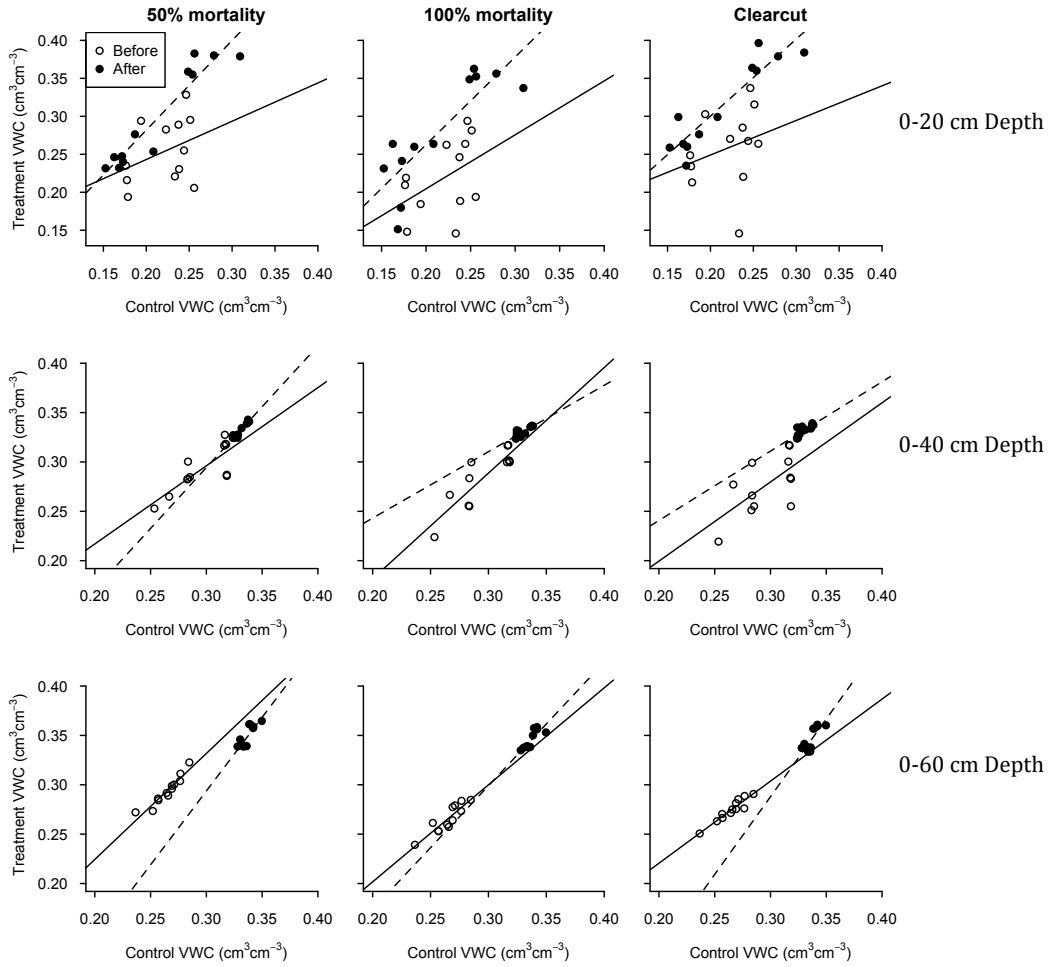 50% mortality 100% mortality Clearcut
Before
After
0.40
0.35
0.30
0.25
0.20
0.15
Treatment VWC (cm³cm⁻³)
0.15 0.20 0.25 0.30 0.35 0.40
0.15 0.20 0.25 0.30 0.35 0.40
0.15 0.20 0.25 0.30 0.35 0.40
Control VWC (cm³cm⁻³)
Control VWC (cm³cm⁻³)
Control VWC (cm³cm⁻³)
0-20 cm Depth
0.40
0.35
0.30
0.25
0.20
Treatment VWC (cm³cm⁻³)
0.20 0.25 0.30 0.35 0.40
0.20 0.25 0.30 0.35 0.40
0.20 0.25 0.30 0.35 0.40
Control VWC (cm³cm⁻³)
Control VWC (cm³cm⁻³)
Control VWC (cm³cm⁻³)
0-40 cm Depth
0.40
0.35
0.30
0.25
0.20
Treatment VWC (cm³cm⁻³)
0.20 0.25 0.30 0.35 0.40
0.20 0.25 0.30 0.35 0.40
0.20 0.25 0.30 0.35 0.40
Control VWC (cm³cm⁻³)
Control VWC (cm³cm⁻³)
Control VWC (cm³cm⁻³)
0-60 cm Depth